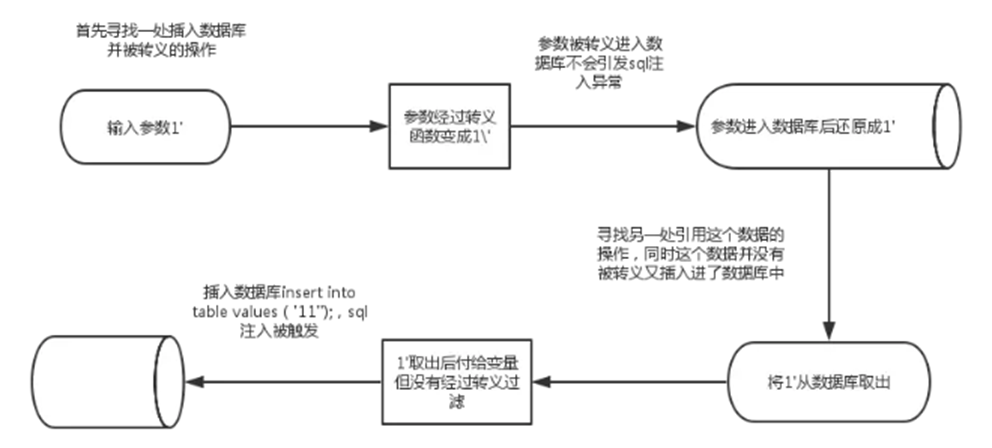 首先寻找一处插入数据库
并被转义的操作
输入参数1'
参数经过转义
函数变成1\'
参数被转义进入数
据库不会引发sql注
入异常
参数进入数据库后还原成1'
寻找另一处引用这个数据的
操作，同时这个数据并没有
被转义又插入进了数据库中
将1'从数据库取出
1'取出后付给变量
但没有经过转义过
滤
插入数据库insert into
table values ( '11'');，sql
注入被触发